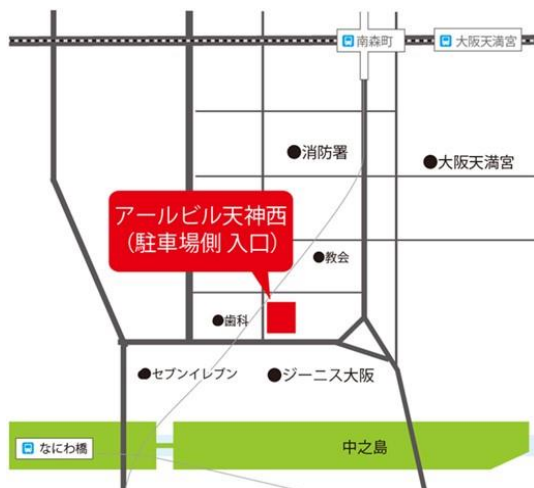 南森町
大阪天満宮
●消防署
●大阪天満宮
アールビル天神西
(駐車場側 入口)
●教会
●歯科
●セブンイレブン
●ジーニス大阪
なにわ橋
中之島